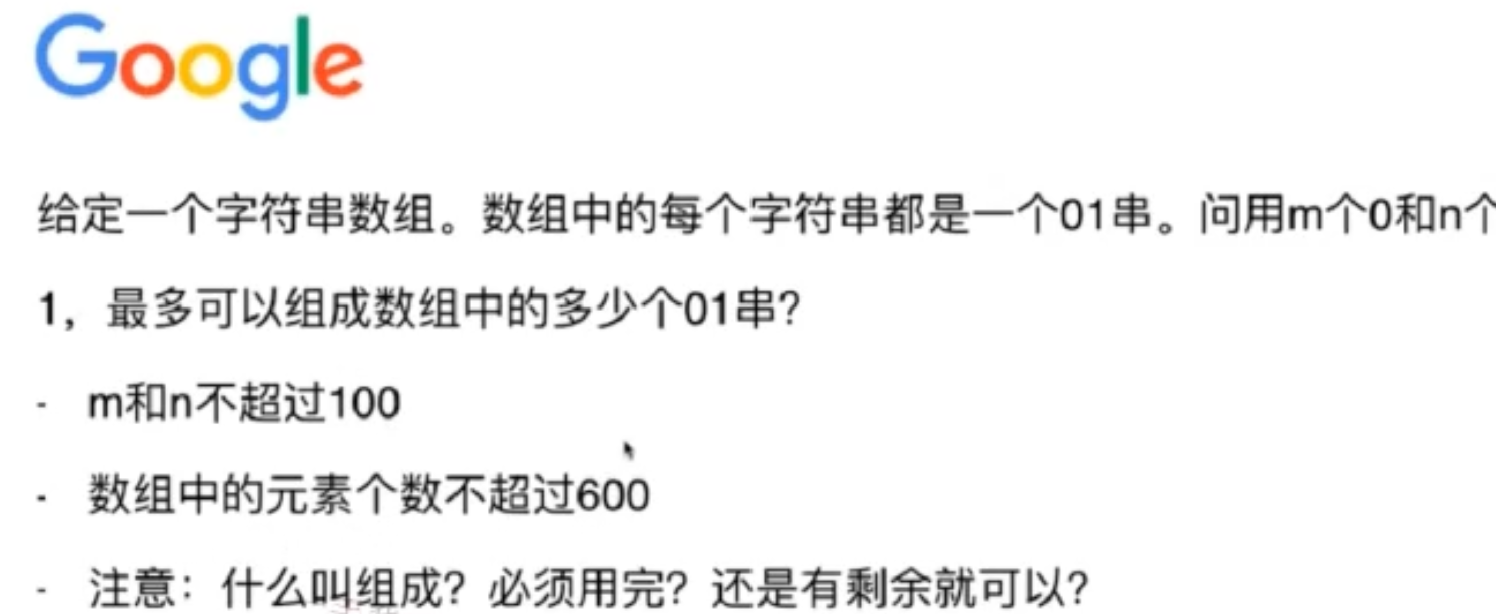 Google
给定一个字符串数组。数组中的每个字符串都是一个01串。问用m个0和n个
1，最多可以组成数组中的多少个01串？
- m和n不超过100
- 数组中的元素个数不超过600
- 注意：什么叫组成？必须用完？还是有剩余就可以？